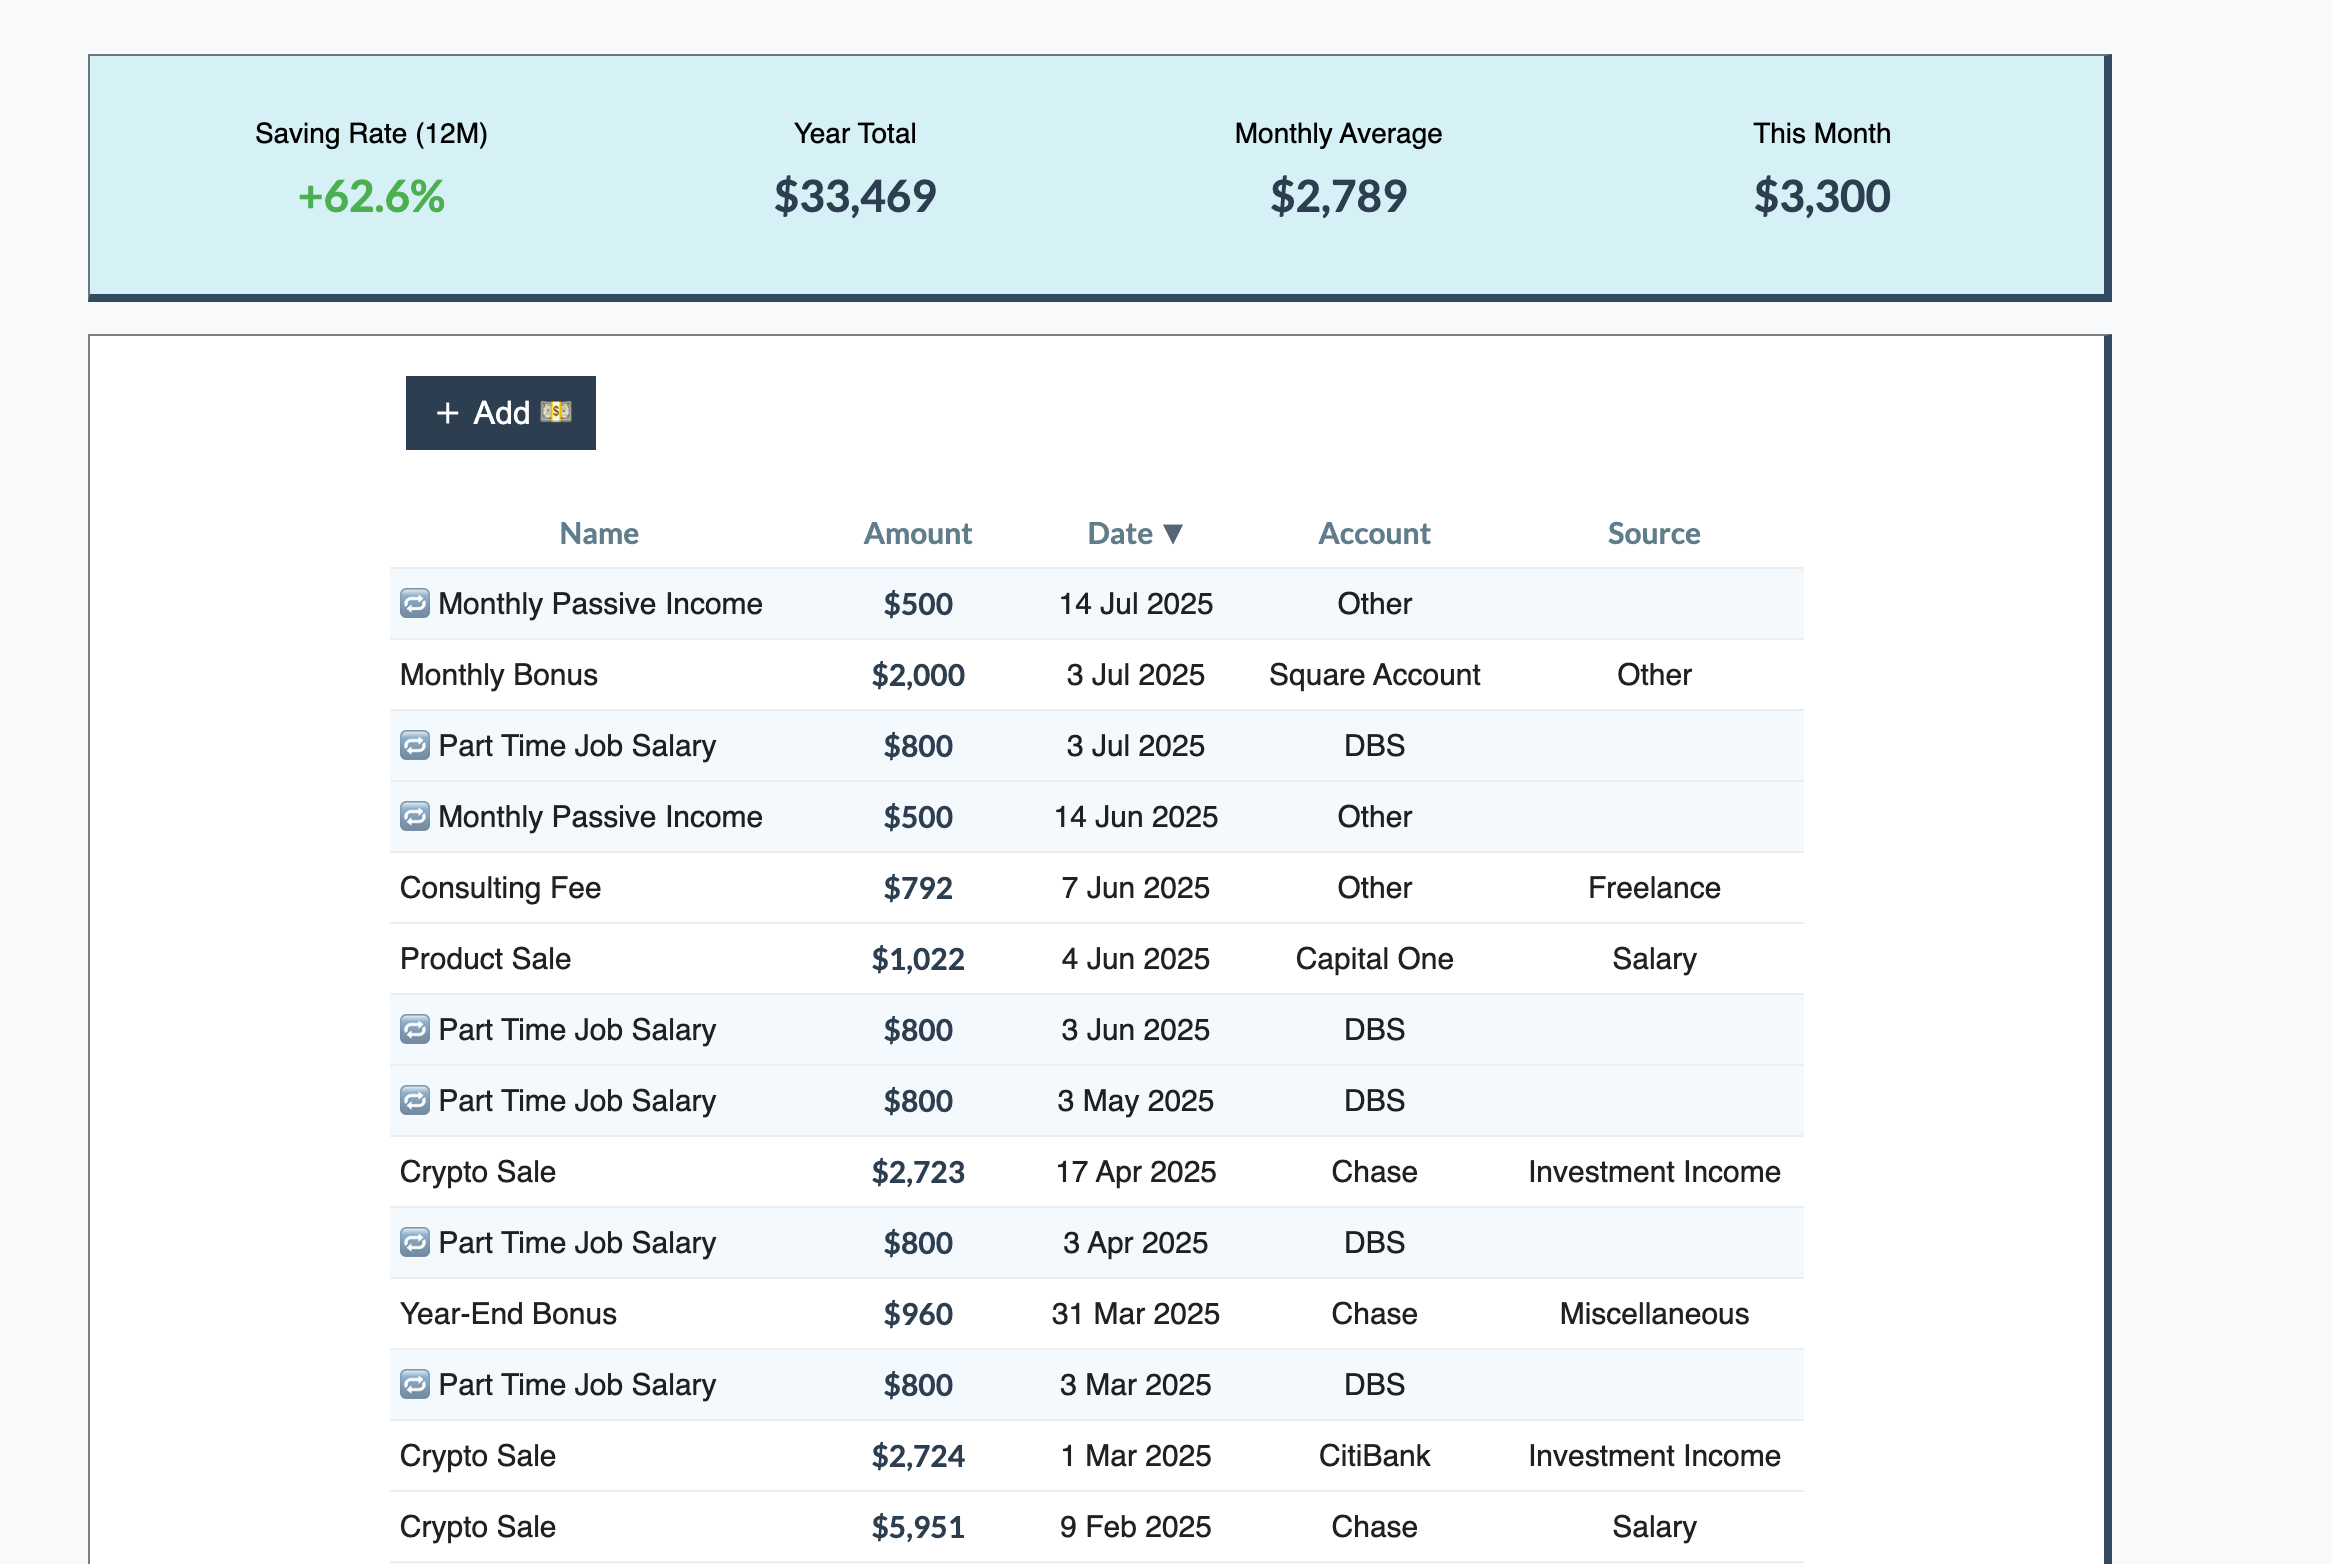 Saving Rate (12M) Year Total Monthly Average This Month
+62.6% $33,469 $2,789 $3,300
+ Add 💵
Name Amount Date ▼ Account Source
🔁 Monthly Passive Income $500 14 Jul 2025 Other
Monthly Bonus $2,000 3 Jul 2025 Square Account Other
🔁 Part Time Job Salary $800 3 Jul 2025 DBS
🔁 Monthly Passive Income $500 14 Jun 2025 Other
Consulting Fee $792 7 Jun 2025 Other Freelance
Product Sale $1,022 4 Jun 2025 Capital One Salary
🔁 Part Time Job Salary $800 3 Jun 2025 DBS
🔁 Part Time Job Salary $800 3 May 2025 DBS
Crypto Sale $2,723 17 Apr 2025 Chase Investment Income
🔁 Part Time Job Salary $800 3 Apr 2025 DBS
Year-End Bonus $960 31 Mar 2025 Chase Miscellaneous
🔁 Part Time Job Salary $800 3 Mar 2025 DBS
Crypto Sale $2,724 1 Mar 2025 CitiBank Investment Income
Crypto Sale $5,951 9 Feb 2025 Chase Salary